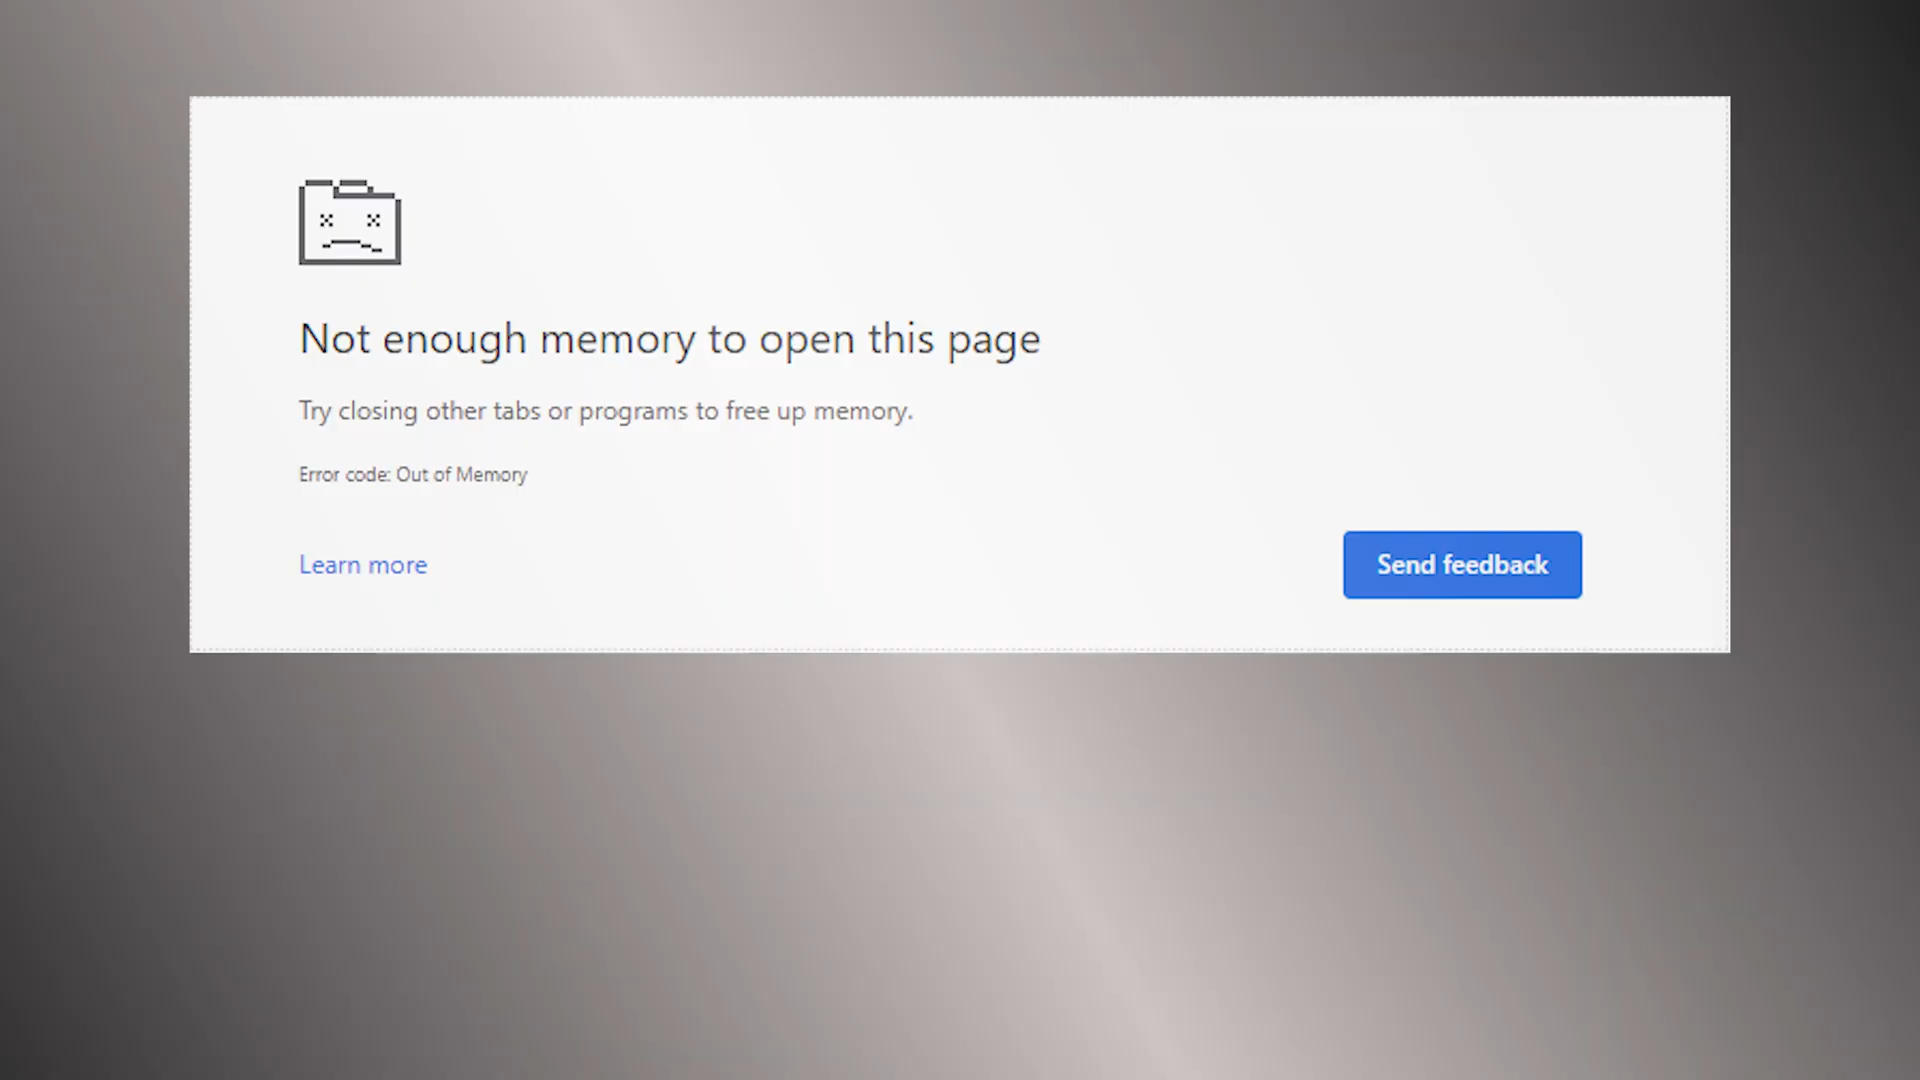 Not enough memory to open this page
Try closing other tabs or programs to free up memory.
Error code: Out of Memory
Learn more
Send feedback